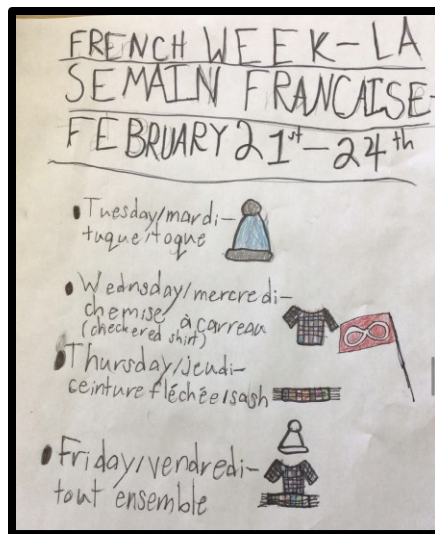 FRENCH WEEK-LA
SEMAIN FRANCAISE-
FEBRUARY 21st-24th
• Tuesday/mardi-
tuque/toque
• Wednsday/mercredi-
chemise à carreau
(checkered shirt)
• Thursday/jeudi-
ceinture fléchée/sash
• Friday/vendredi-
tout ensemble